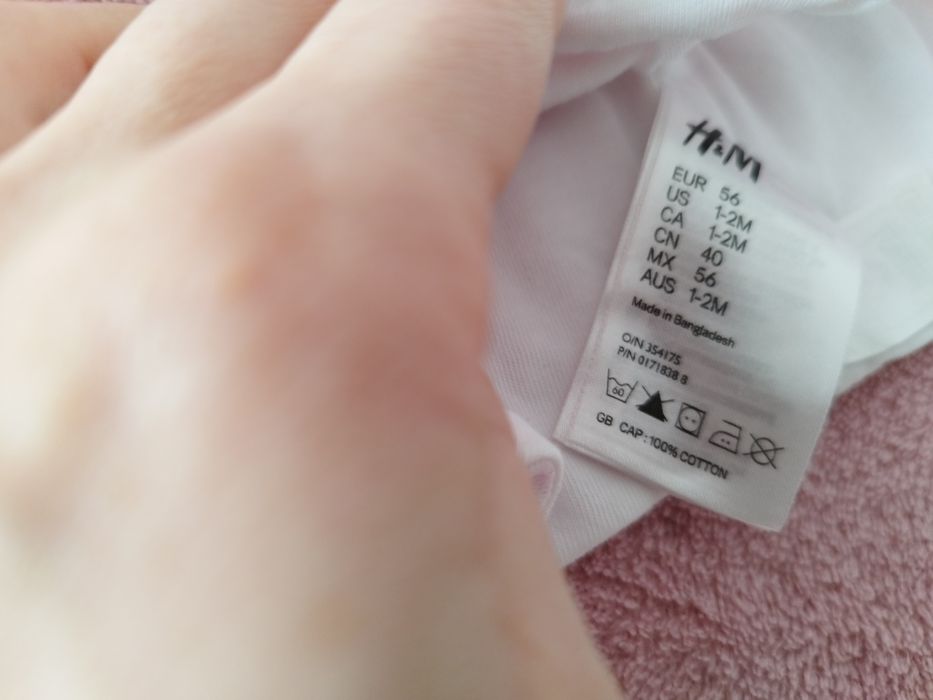 H&M
EUR 56
US 1-2M
CA 1-2M
CN 40
MX 56
AUS 1-2M
Made in Bangladesh
O/N 354175
P/N 0171838 8
60
GB CAP: 100% COTTON